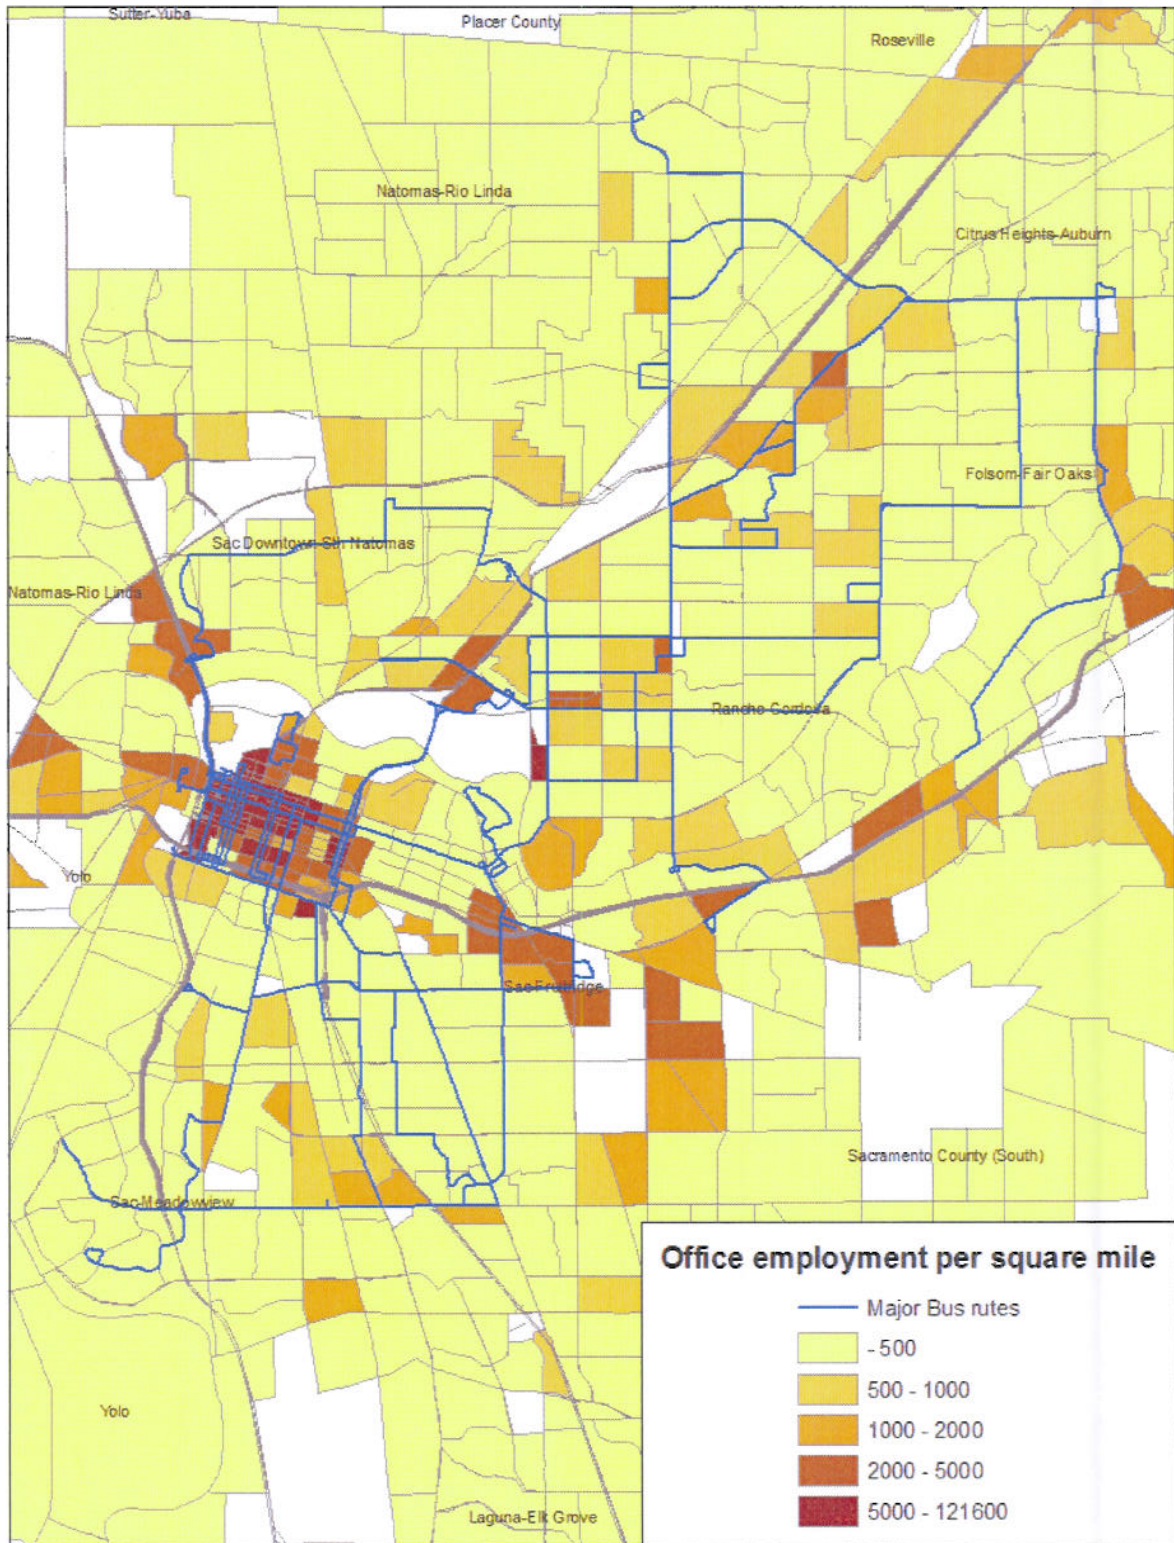 Sutter-Yuba
Placer County
Roseville
Natomas-Rio Linda
Citrus Heights-Auburn
Folsom-Fair Oaks
Sac Downtown-Sth Natomas
Natomas-Rio Linda
Rancho Cordova
Yolo
Sac-Fruitridge
Sacramento County (South)
Sac-Meadowview
Yolo
Laguna-Elk Grove
Office employment per square mile
Major Bus rutes
- 500
500 - 1000
1000 - 2000
2000 - 5000
5000 - 121600